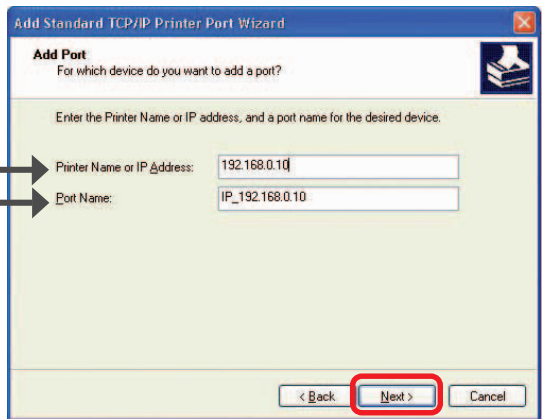 Add Standard TCP/IP Printer Port Wizard
Add Port
For which device do you want to add a port?
Enter the Printer Name or IP address, and a port name for the desired device.
Printer Name or IP Address: 192.168.0.10
Port Name: IP_192.168.0.10
< Back Next > Cancel